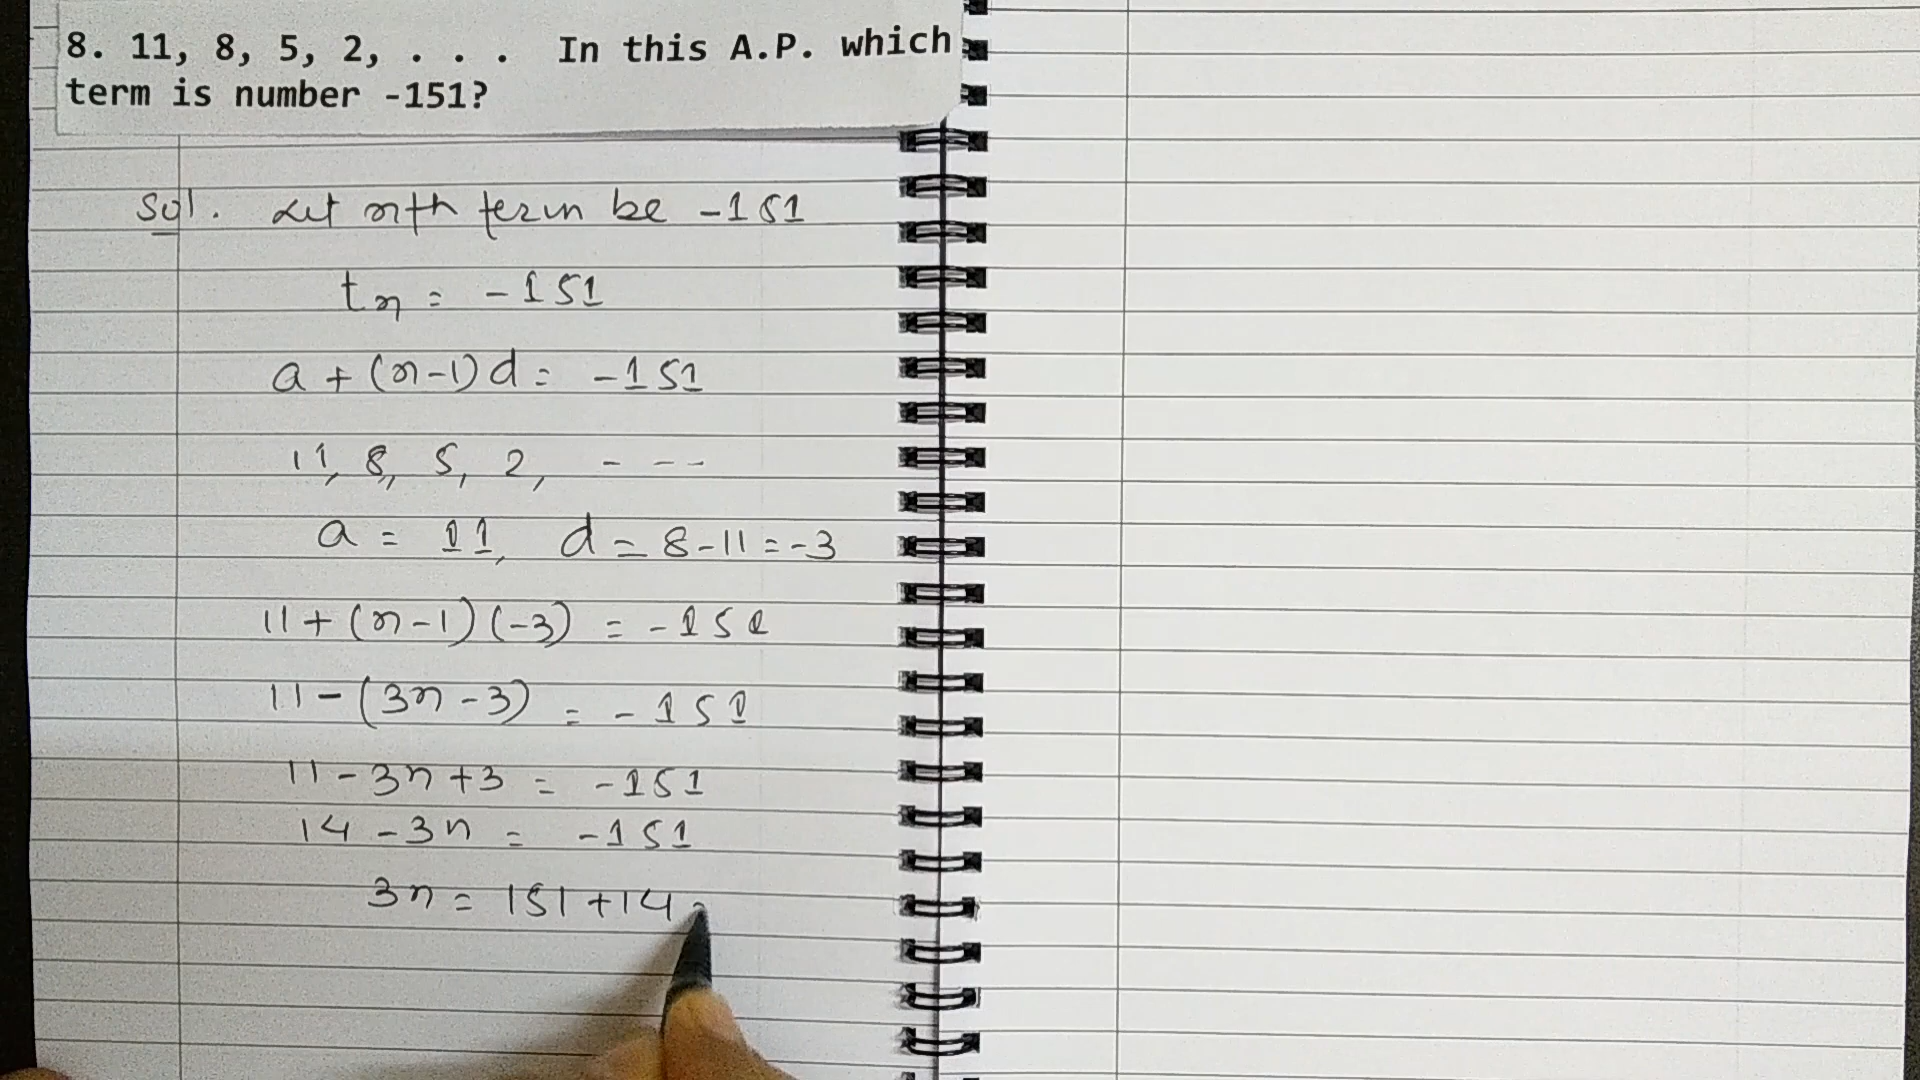 8. 11, 8, 5, 2, . . . In this A.P. which
term is number -151?
Sol. Let nth term be -151
tn = -151
a + (n-1)d = -151
11, 8, 5, 2, - - -
a = 11, d = 8-11 = -3
11 + (n-1)(-3) = -151
11 - (3n - 3) = -151
11 - 3n + 3 = -151
14 - 3n = -151
3n = 151 + 14 =